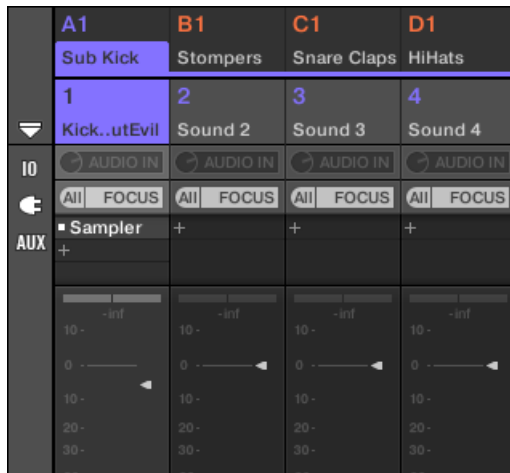 A1 B1 C1 D1
Sub Kick Stompers Snare Claps HiHats
1 2 3 4
Kick..utEvil Sound 2 Sound 3 Sound 4
IO AUDIO IN AUDIO IN AUDIO IN AUDIO IN
All FOCUS All FOCUS All FOCUS All FOCUS
Sampler + + +
AUX +
-inf -inf -inf -inf
10 - 10 - 10 - 10 -
0 - 0 - 0 - 0 -
10 - 10 - 10 - 10 -
20 - 20 - 20 - 20 -
30 - 30 - 30 - 30 -